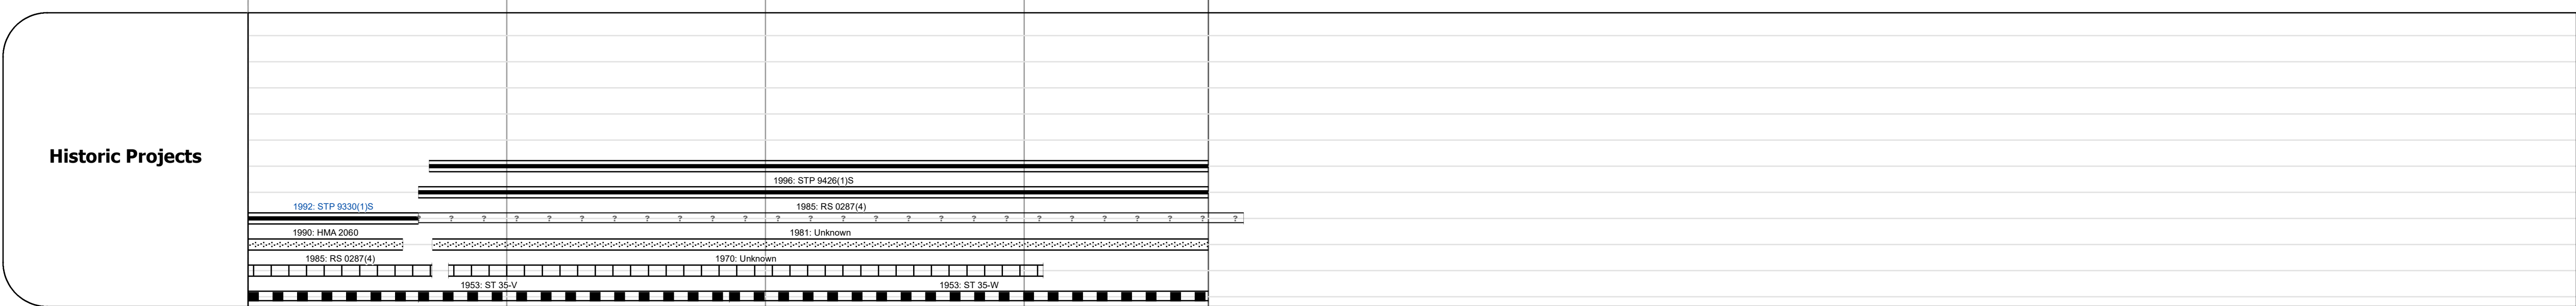 Historic Projects
1996: STP 9426(1)S
1992: STP 9330(1)S
1985: RS 0287(4)
? ? ? ? ? ? ? ? ? ? ? ? ? ? ? ? ? ? ? ? ? ? ? ? ? ?
1990: HMA 2060
1981: Unknown
1985: RS 0287(4)
1970: Unknown
1953: ST 35-V
1953: ST 35-W